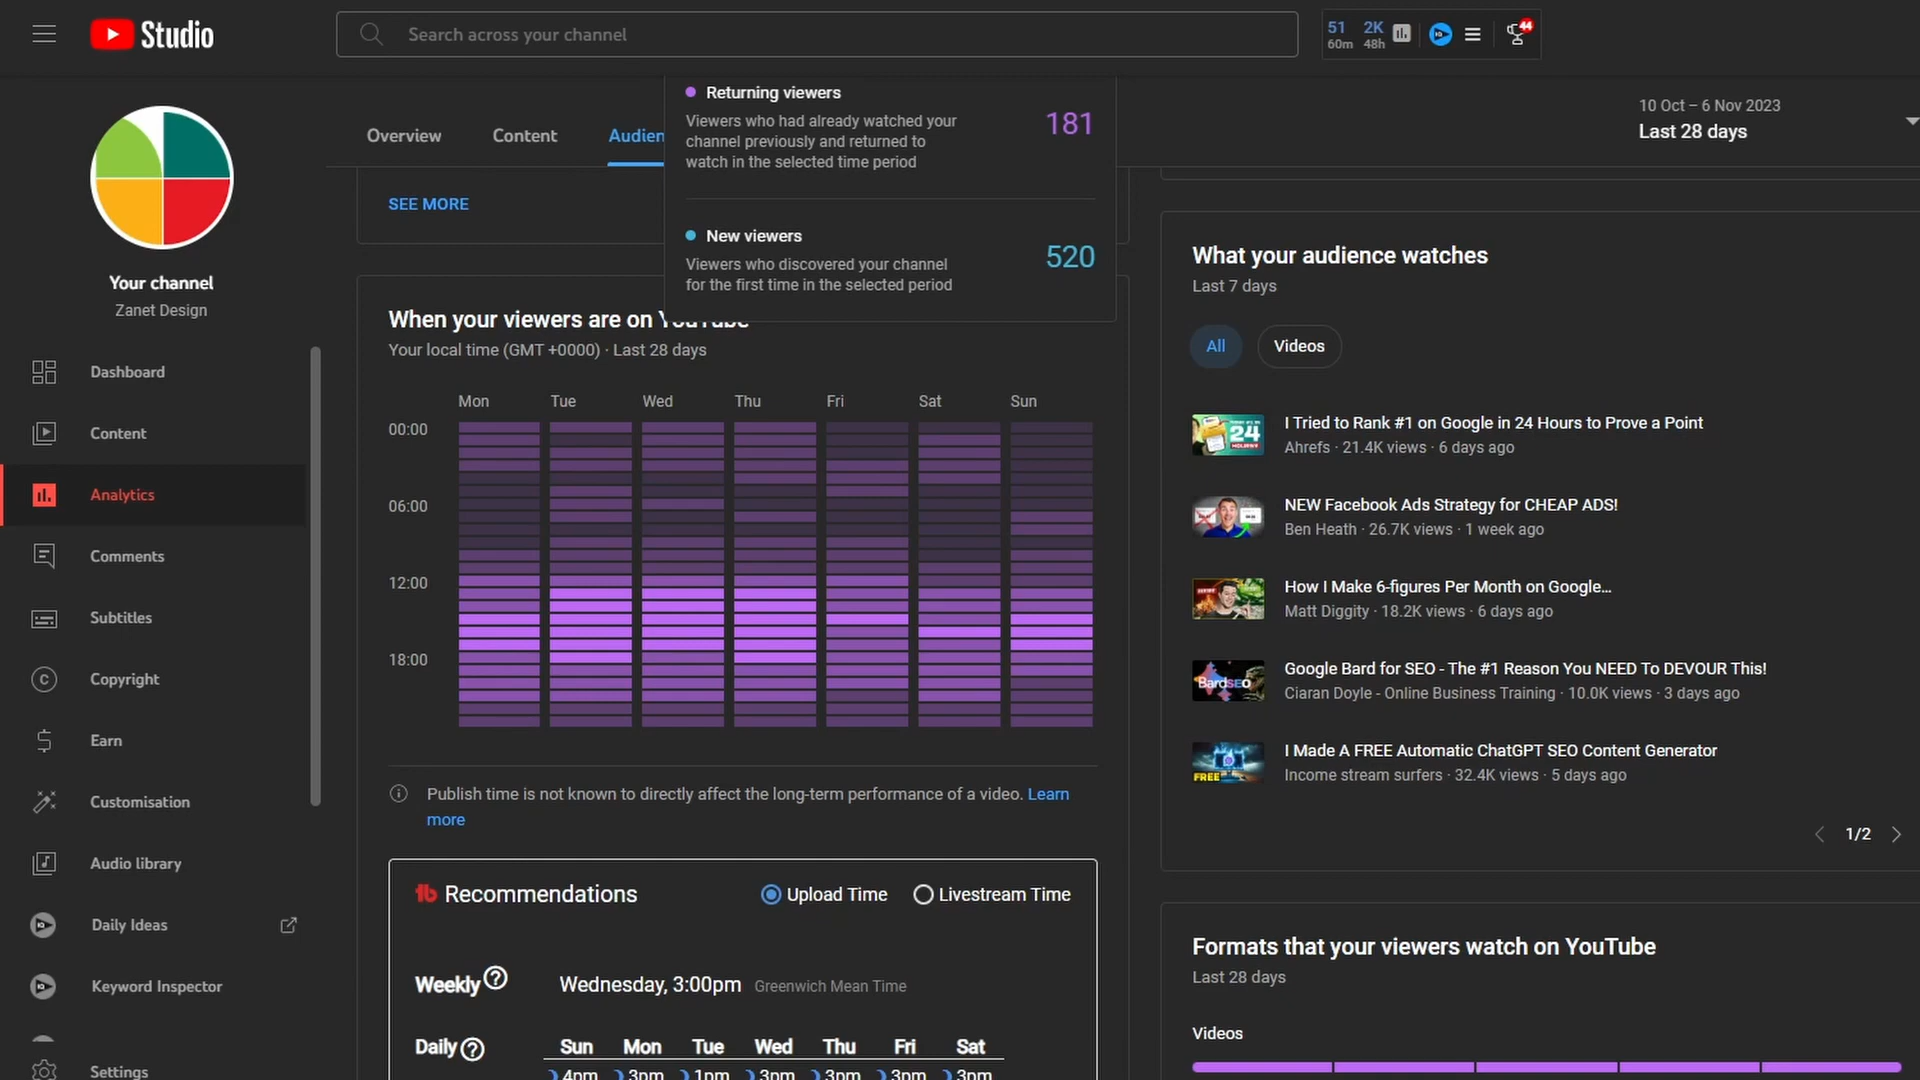 Studio
Search across your channel
51
60m
2K
48h
44
Your channel
Zanet Design
Dashboard
Content
Analytics
Comments
Subtitles
Copyright
Earn
Customisation
Audio library
Daily Ideas
Keyword Inspector
Settings
Overview
Content
Audien
10 Oct – 6 Nov 2023
Last 28 days
Returning viewers
Viewers who had already watched your
channel previously and returned to
watch in the selected time period
181
New viewers
Viewers who discovered your channel
for the first time in the selected period
520
SEE MORE
When your viewers are on YouTube
Your local time (GMT +0000) · Last 28 days
Mon Tue Wed Thu Fri Sat Sun
00:00
06:00
12:00
18:00
Publish time is not known to directly affect the long-term performance of a video. Learn
more
tb Recommendations
Upload Time
Livestream Time
Weekly ?
Wednesday, 3:00pm Greenwich Mean Time
Daily ?
Sun Mon Tue Wed Thu Fri Sat
4pm 3pm 1pm 3pm 3pm 3pm 3pm
What your audience watches
Last 7 days
All
Videos
24
I Tried to Rank #1 on Google in 24 Hours to Prove a Point
Ahrefs · 21.4K views · 6 days ago
NEW Facebook Ads Strategy for CHEAP ADS!
Ben Heath · 26.7K views · 1 week ago
How I Make 6-figures Per Month on Google...
Matt Diggity · 18.2K views · 6 days ago
BardSEO
Google Bard for SEO - The #1 Reason You NEED To DEVOUR This!
Ciaran Doyle - Online Business Training · 10.0K views · 3 days ago
FREE
I Made A FREE Automatic ChatGPT SEO Content Generator
Income stream surfers · 32.4K views · 5 days ago
1/2
Formats that your viewers watch on YouTube
Last 28 days
Videos